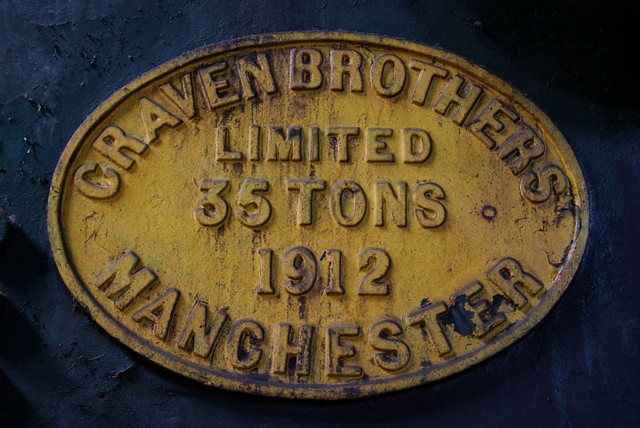 CRAVEN BROTHERS
LIMITED
35 TONS
1912
MANCHESTER